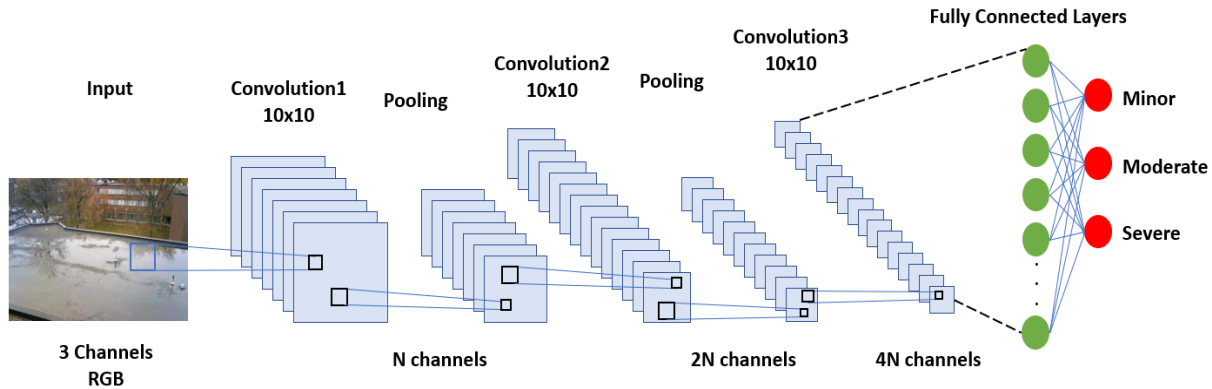 Fully Connected Layers
Input
Convolution1
10x10
Pooling
Convolution2
10x10
Pooling
Convolution3
10x10
Minor
Moderate
Severe
3 Channels
RGB
N channels
2N channels
4N channels